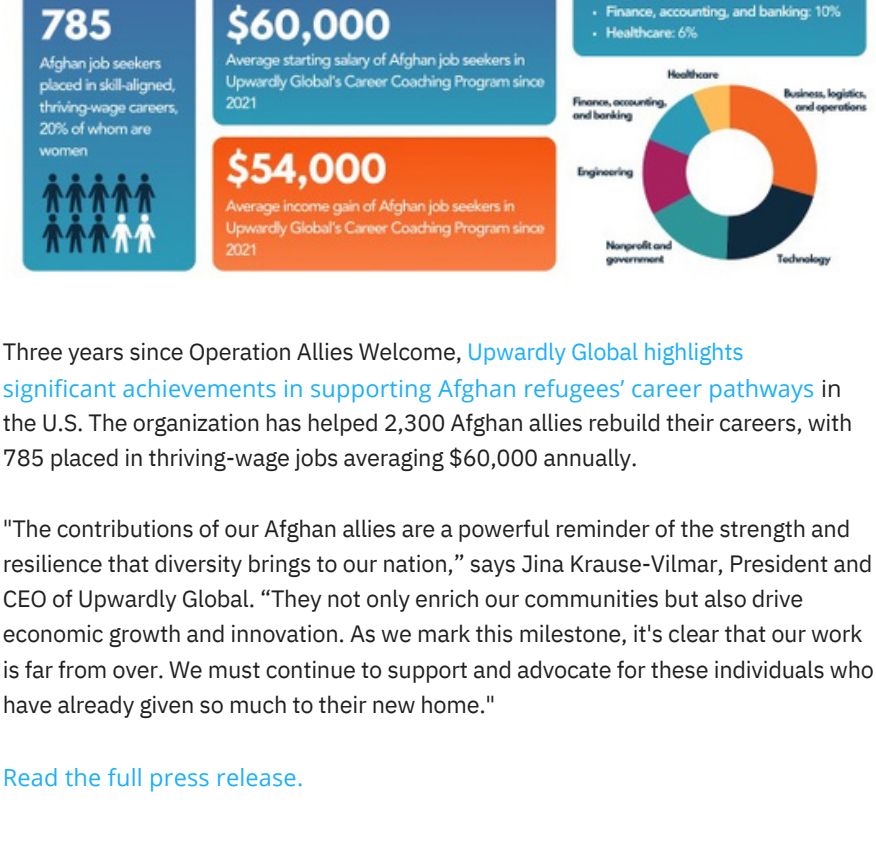 785
Afghan job seekers
placed in skill-aligned,
thriving-wage careers,
20% of whom are
women
$60,000
Average starting salary of Afghan job seekers in
Upwardly Global's Career Coaching Program since
2021
$54,000
Average income gain of Afghan job seekers in
Upwardly Global's Career Coaching Program since
2021
• Finance, accounting, and banking: 10%
• Healthcare: 6%
Healthcare
Business, logistics,
and operations
Finance, accounting,
and banking
Engineering
Nonprofit and
government
Technology
Three years since Operation Allies Welcome, Upwardly Global highlights
significant achievements in supporting Afghan refugees’ career pathways in
the U.S. The organization has helped 2,300 Afghan allies rebuild their careers, with
785 placed in thriving-wage jobs averaging $60,000 annually.
"The contributions of our Afghan allies are a powerful reminder of the strength and
resilience that diversity brings to our nation,” says Jina Krause-Vilmar, President and
CEO of Upwardly Global. “They not only enrich our communities but also drive
economic growth and innovation. As we mark this milestone, it's clear that our work
is far from over. We must continue to support and advocate for these individuals who
have already given so much to their new home."
Read the full press release.